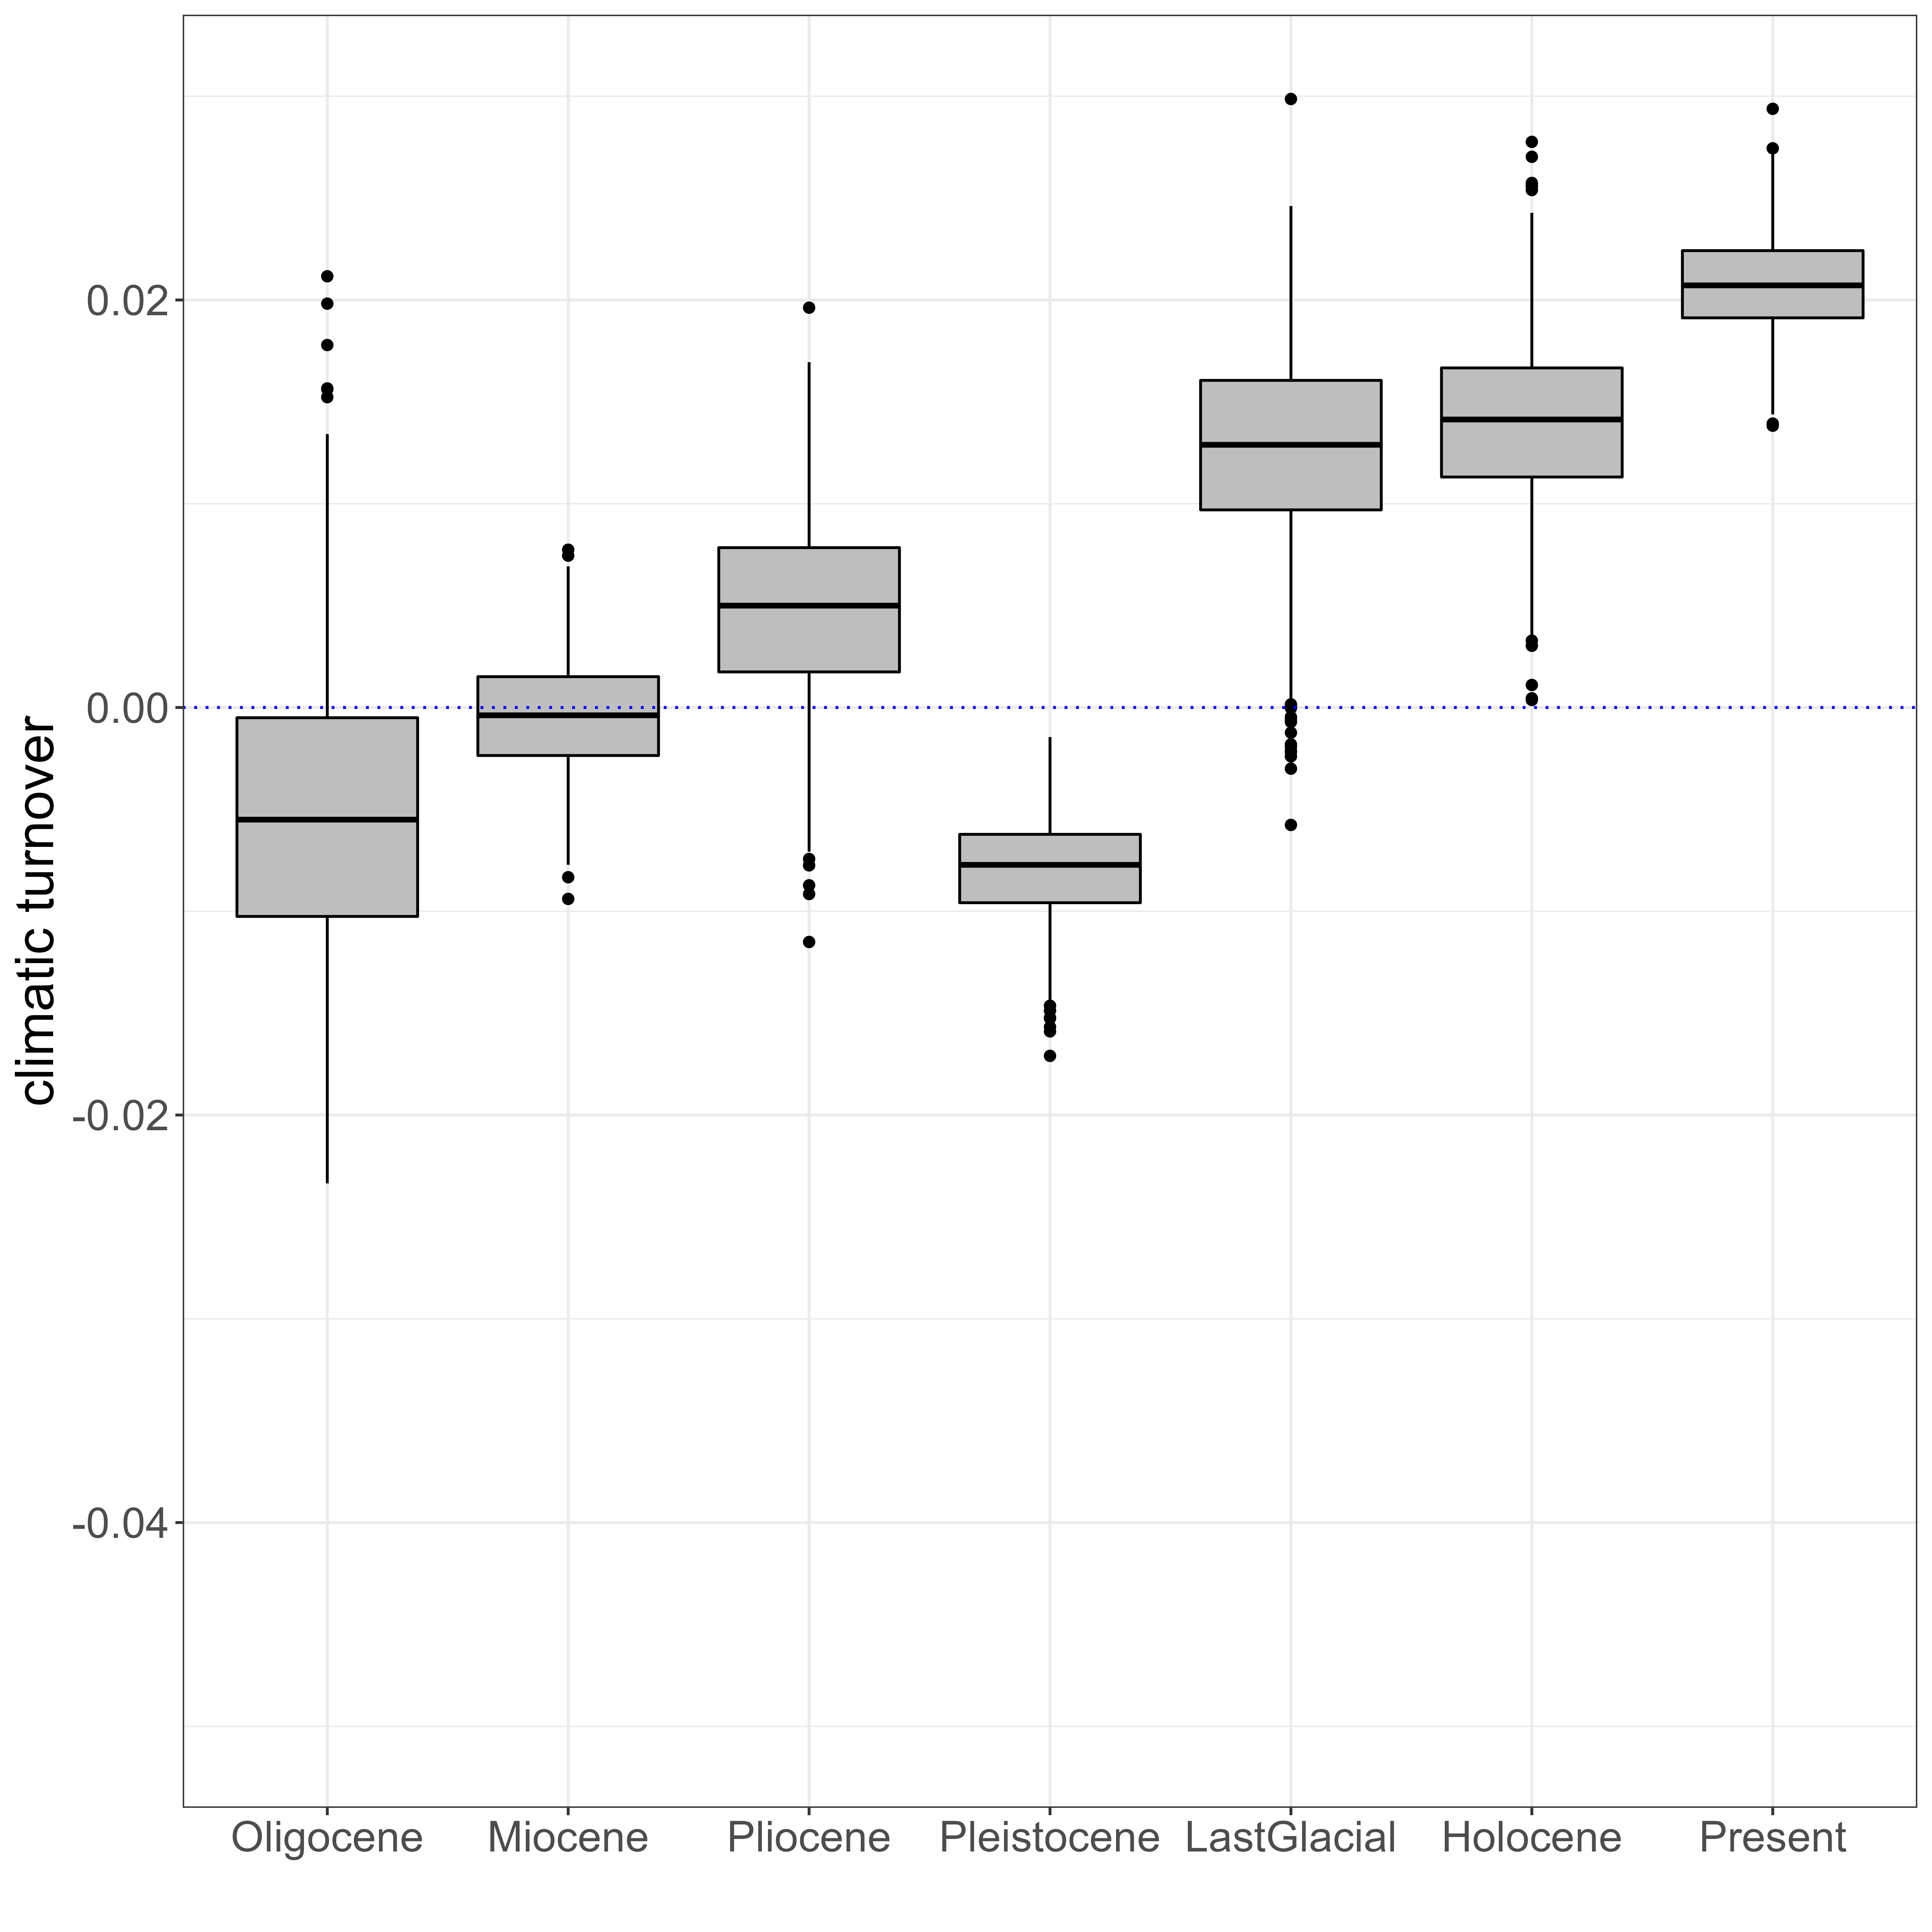 climatic turnover
0.02
0.00
-0.02
-0.04
Oligocene Miocene Pliocene Pleistocene LastGlacial Holocene Present